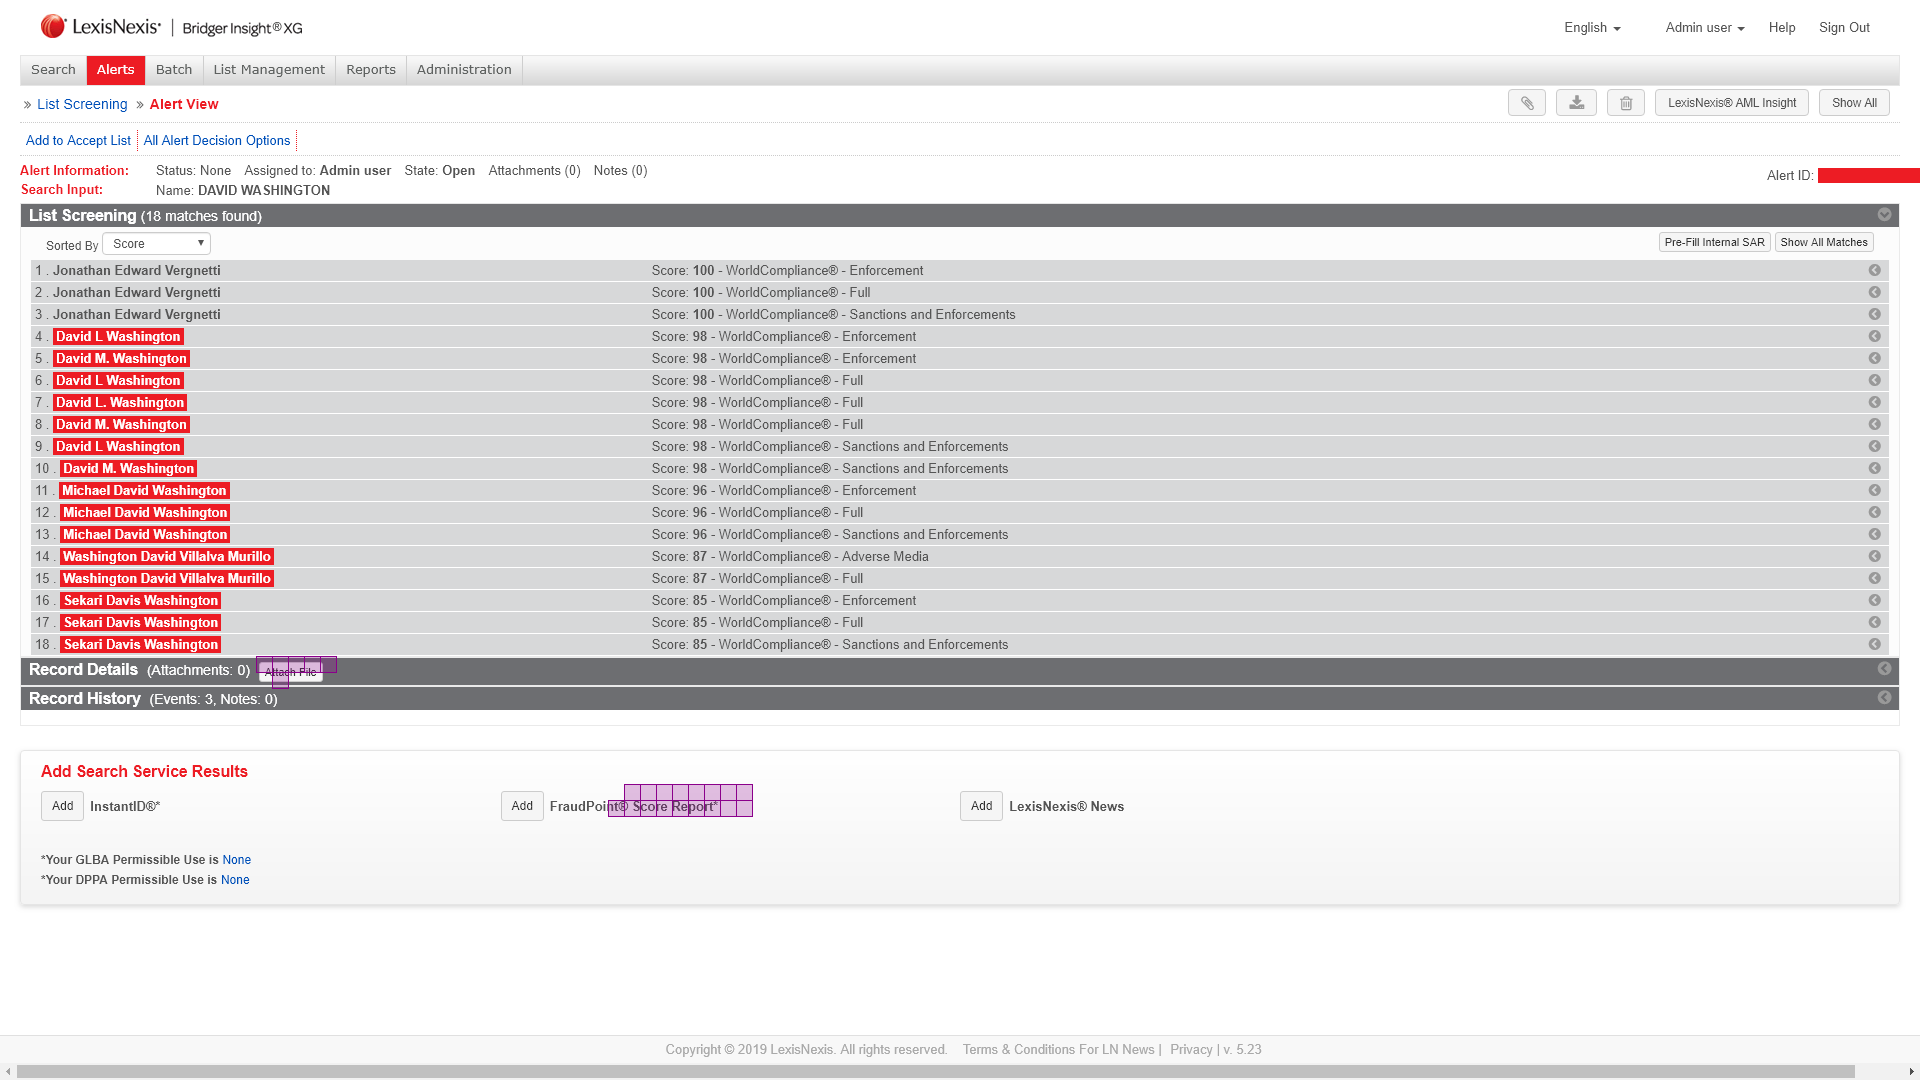 LexisNexis® | Bridger Insight® XG English Admin user Help Sign Out
Search Alerts Batch List Management Reports Administration
» List Screening » Alert View LexisNexis® AML Insight Show All
Add to Accept List All Alert Decision Options
Alert Information: Status: None Assigned to: Admin user State: Open Attachments (0) Notes (0)
Alert ID:
Search Input: Name: DAVID WASHINGTON
List Screening (18 matches found)
Sorted By Score Pre-Fill Internal SAR Show All Matches
1 . Jonathan Edward Vergnetti Score: 100 - WorldCompliance® - Enforcement
2 . Jonathan Edward Vergnetti Score: 100 - WorldCompliance® - Full
3 . Jonathan Edward Vergnetti Score: 100 - WorldCompliance® - Sanctions and Enforcements
4 . David L Washington Score: 98 - WorldCompliance® - Enforcement
5 . David M. Washington Score: 98 - WorldCompliance® - Enforcement
6 . David L Washington Score: 98 - WorldCompliance® - Full
7 . David L. Washington Score: 98 - WorldCompliance® - Full
8 . David M. Washington Score: 98 - WorldCompliance® - Full
9 . David L Washington Score: 98 - WorldCompliance® - Sanctions and Enforcements
10 . David M. Washington Score: 98 - WorldCompliance® - Sanctions and Enforcements
11 . Michael David Washington Score: 96 - WorldCompliance® - Enforcement
12 . Michael David Washington Score: 96 - WorldCompliance® - Full
13 . Michael David Washington Score: 96 - WorldCompliance® - Sanctions and Enforcements
14 . Washington David Villalva Murillo Score: 87 - WorldCompliance® - Adverse Media
15 . Washington David Villalva Murillo Score: 87 - WorldCompliance® - Full
16 . Sekari Davis Washington Score: 85 - WorldCompliance® - Enforcement
17 . Sekari Davis Washington Score: 85 - WorldCompliance® - Full
18 . Sekari Davis Washington Score: 85 - WorldCompliance® - Sanctions and Enforcements
Record Details (Attachments: 0) Attach File
Record History (Events: 3, Notes: 0)
Add Search Service Results
Add InstantID®* Add FraudPoint® Score Report* Add LexisNexis® News
*Your GLBA Permissible Use is None
*Your DPPA Permissible Use is None
Copyright © 2019 LexisNexis. All rights reserved. Terms & Conditions For LN News | Privacy | v. 5.23